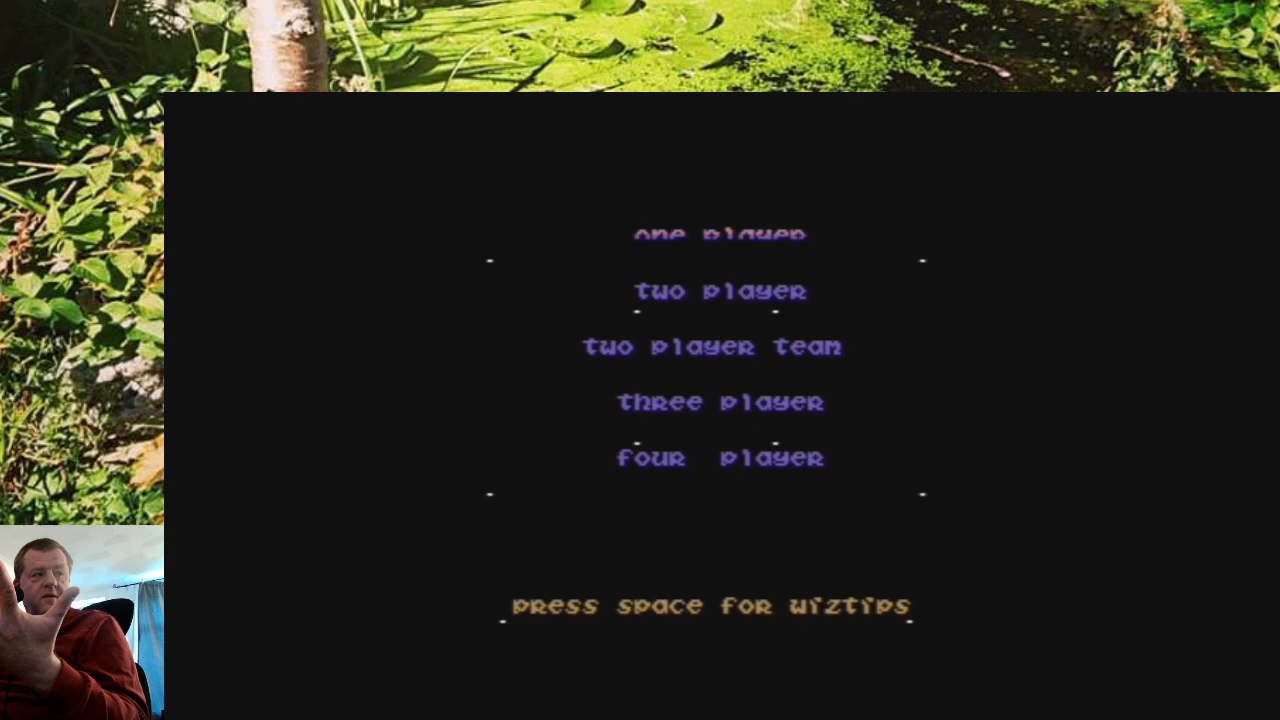 one player
two player
two player team
three player
four  player
press space for wiztips